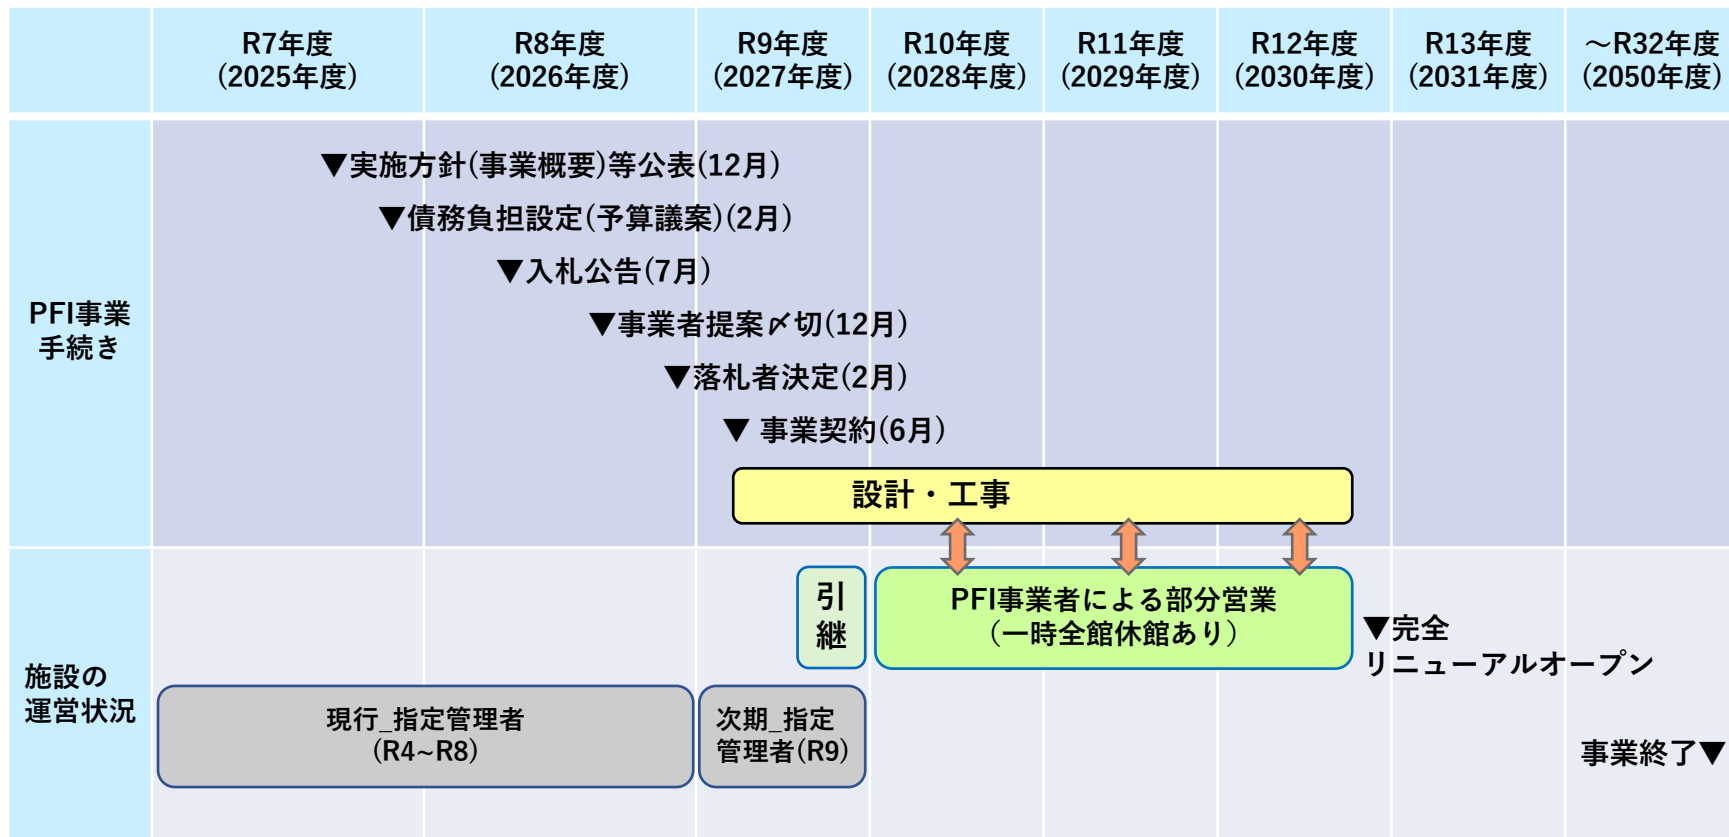 R7年度
(2025年度)
R8年度
(2026年度)
R9年度
(2027年度)
R10年度
(2028年度)
R11年度
(2029年度)
R12年度
(2030年度)
R13年度
(2031年度)
～R32年度
(2050年度)
PFI事業
手続き
▼実施方針(事業概要)等公表(12月)
▼債務負担設定(予算議案)(2月)
▼入札公告(7月)
▼事業者提案〆切(12月)
▼落札者決定(2月)
▼ 事業契約(6月)
設計・工事
施設の
運営状況
引
継
PFI事業者による部分営業
（一時全館休館あり）
▼完全
リニューアルオープン
現行_指定管理者
(R4~R8)
次期_指定
管理者(R9)
事業終了▼